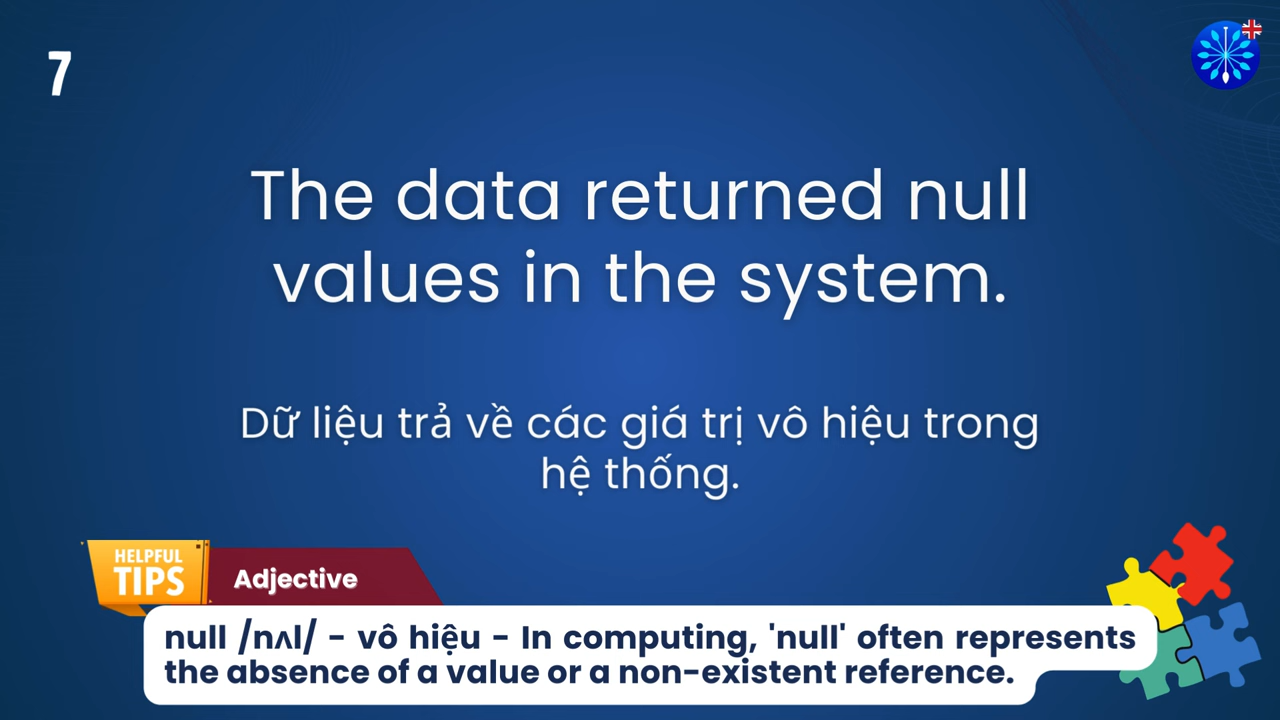 7
The data returned null
values in the system.
Dữ liệu trả về các giá trị vô hiệu trong
hệ thống.
HELPFUL
TIPS
Adjective
null /nʌl/ - vô hiệu - In computing, 'null' often represents
the absence of a value or a non-existent reference.